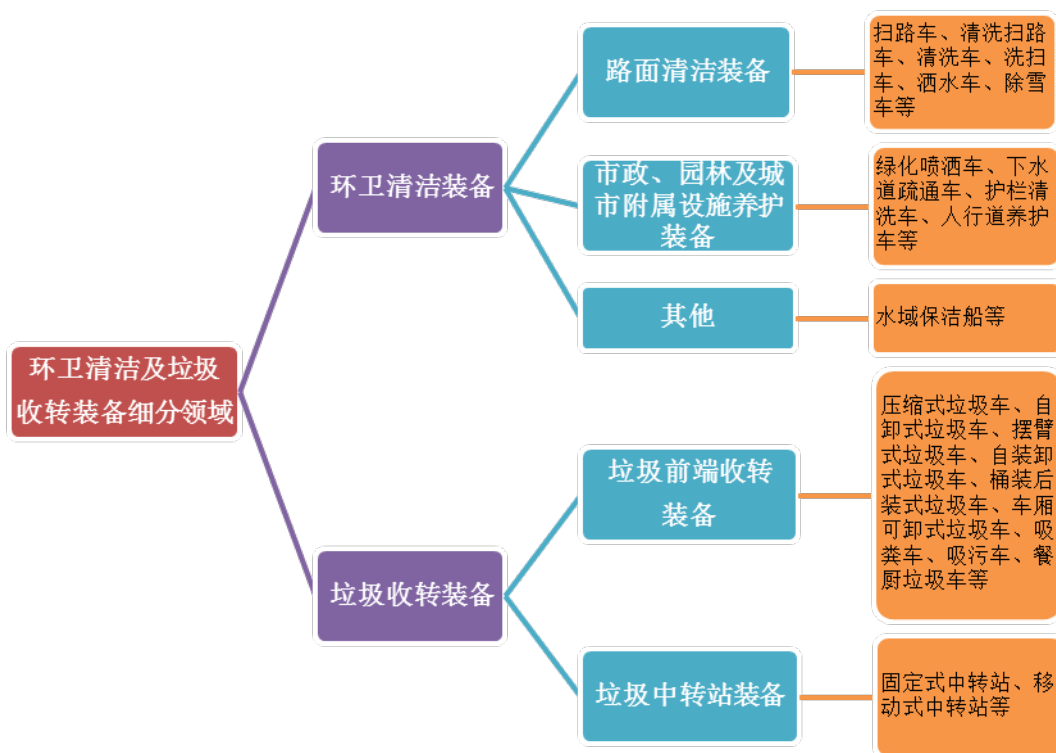 环卫清洁及垃圾
收转装备细分领域
环卫清洁装备
路面清洁装备
扫路车、清洗扫路
车、清洗车、洗扫
车、洒水车、除雪
车等
市政、园林及城
市附属设施养护
装备
绿化喷洒车、下水
道疏通车、护栏清
洗车、人行道养护
车等
其他
水域保洁船等
垃圾收转装备
垃圾前端收转
装备
压缩式垃圾车、自
卸式垃圾车、摆臂
式垃圾车、自装卸
式垃圾车、桶装后
装式垃圾车、车厢
可卸式垃圾车、吸
粪车、吸污车、餐
厨垃圾车等
垃圾中转站装备
固定式中转站、移
动式中转站等